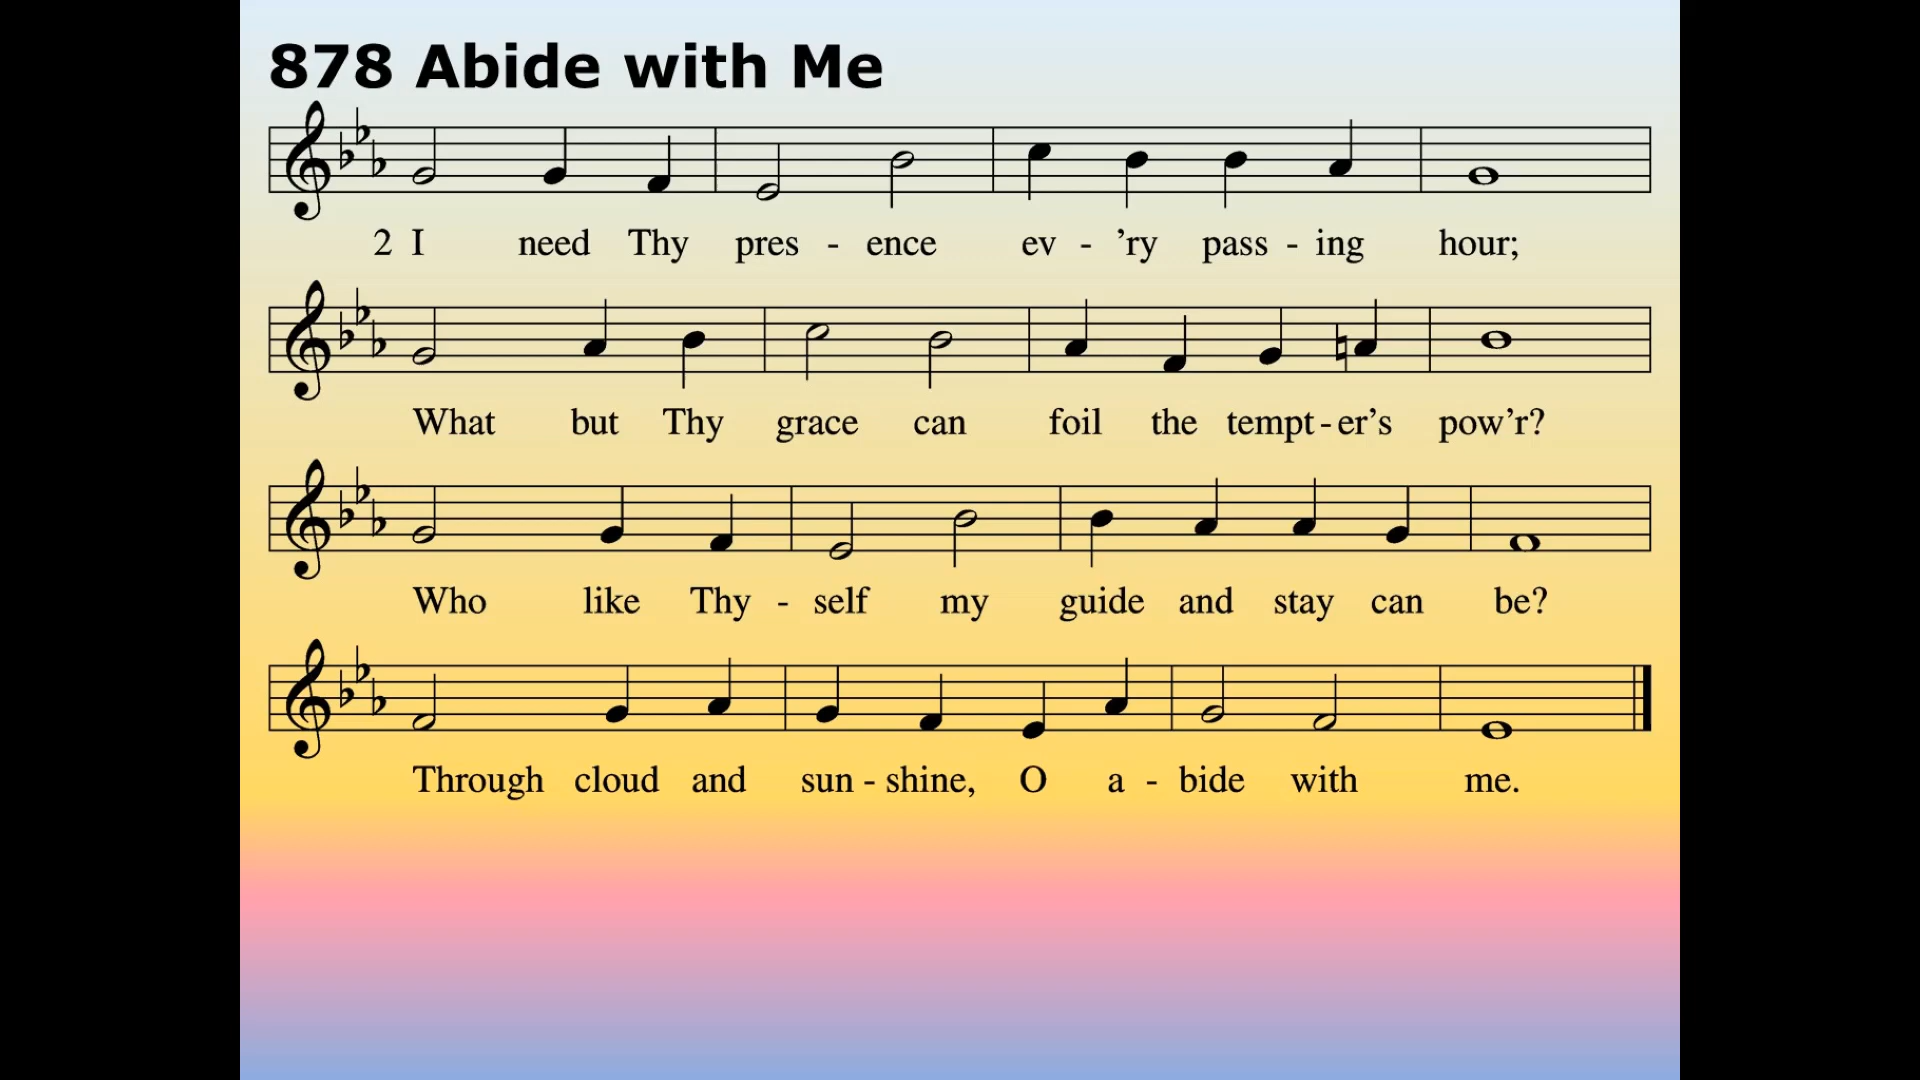 878 Abide with Me
2 I need Thy pres - ence ev - ’ry pass - ing hour;
What but Thy grace can foil the tempt - er’s pow’r?
Who like Thy - self my guide and stay can be?
Through cloud and sun - shine, O a - bide with me.